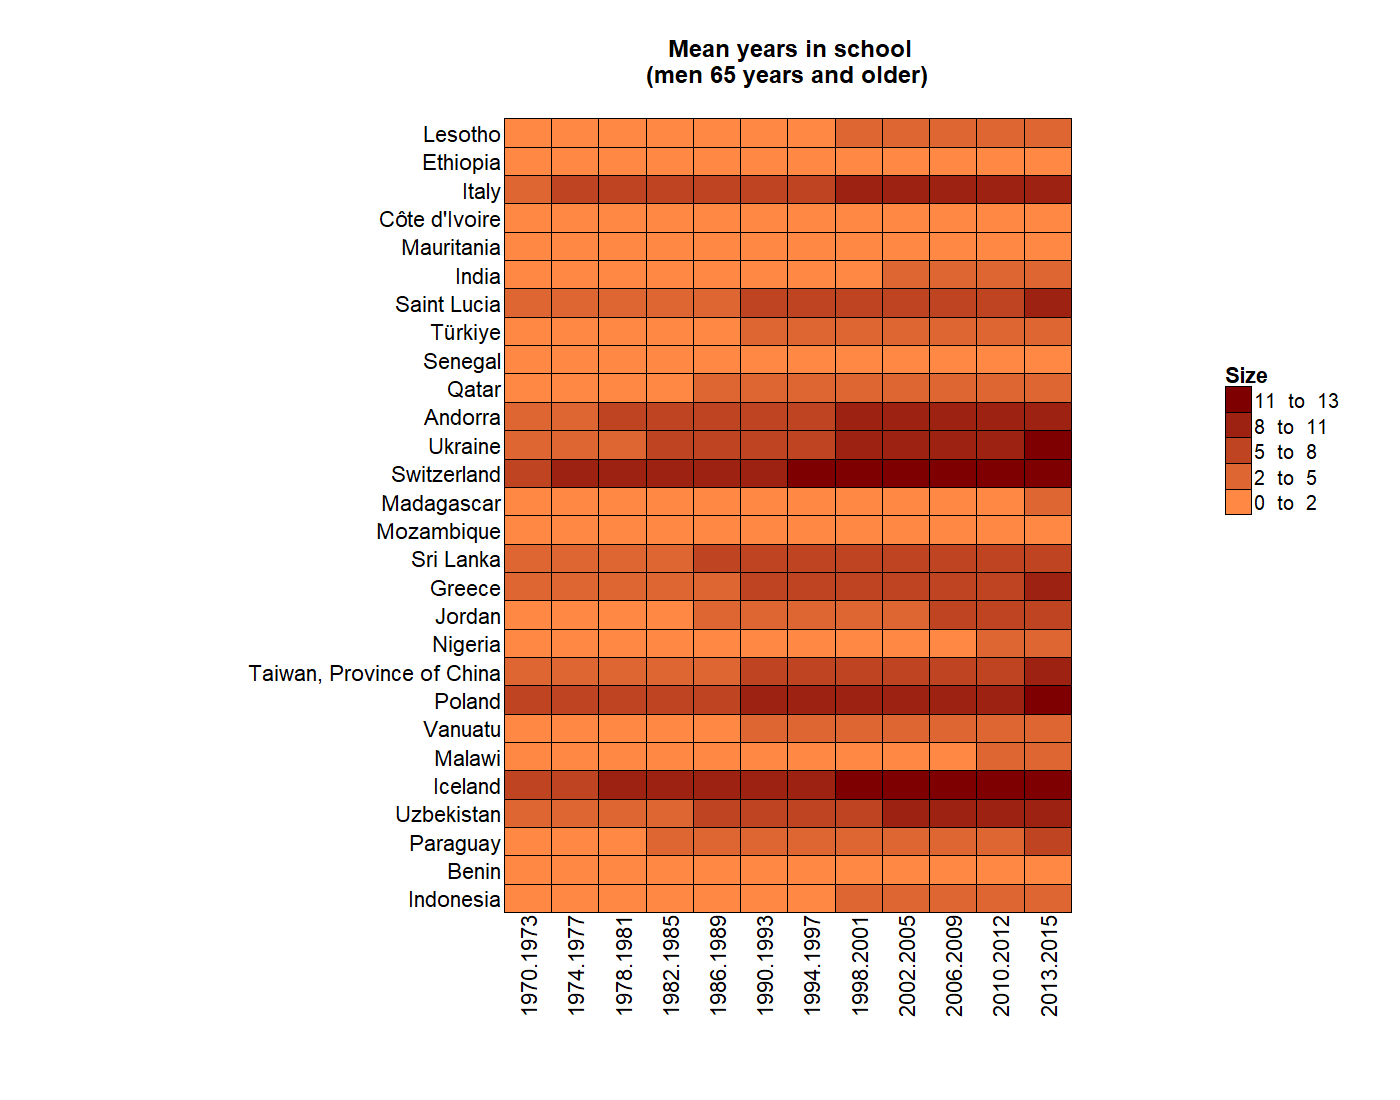 Mean years in school
(men 65 years and older)
Lesotho
Ethiopia
Italy
Côte d'Ivoire
Mauritania
India
Saint Lucia
Türkiye
Senegal
Qatar
Andorra
Ukraine
Switzerland
Madagascar
Mozambique
Sri Lanka
Greece
Jordan
Nigeria
Taiwan, Province of China
Poland
Vanuatu
Malawi
Iceland
Uzbekistan
Paraguay
Benin
Indonesia
1970.1973
1974.1977
1978.1981
1982.1985
1986.1989
1990.1993
1994.1997
1998.2001
2002.2005
2006.2009
2010.2012
2013.2015
Size
11 to 13
8 to 11
5 to 8
2 to 5
0 to 2